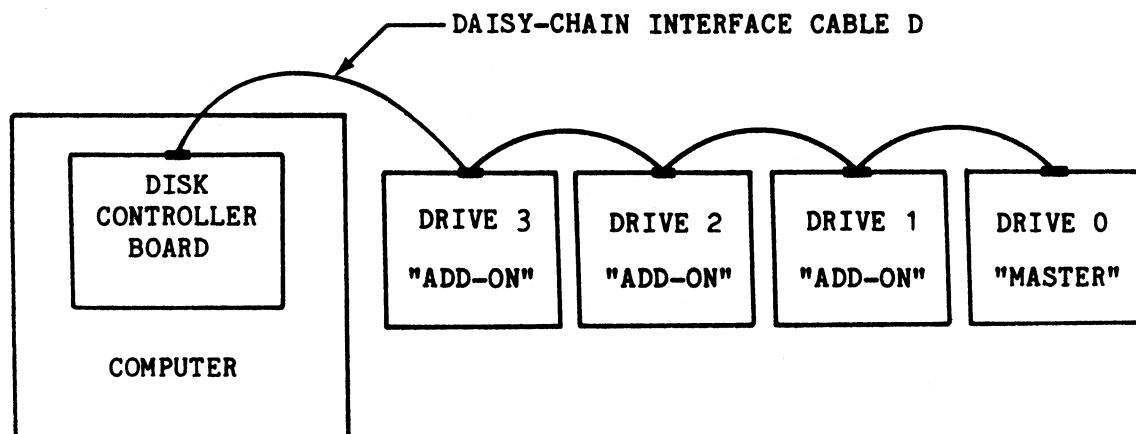 DAISY-CHAIN INTERFACE CABLE D
DISK
CONTROLLER
BOARD
COMPUTER
DRIVE 3
"ADD-ON"
DRIVE 2
"ADD-ON"
DRIVE 1
"ADD-ON"
DRIVE 0
"MASTER"